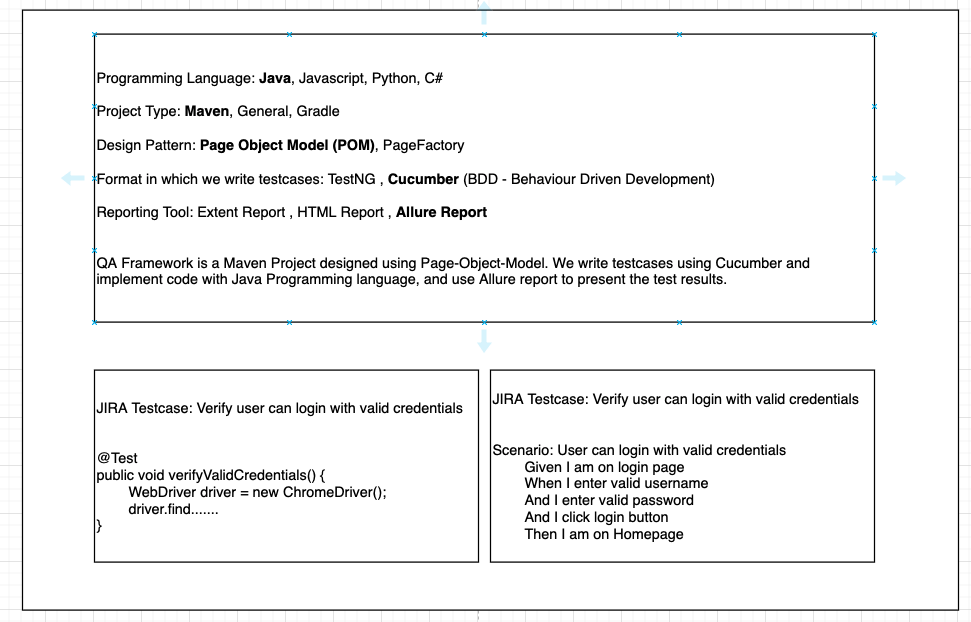 Programming Language: Java, Javascript, Python, C#
Project Type: Maven, General, Gradle
Design Pattern: Page Object Model (POM), PageFactory
Format in which we write testcases: TestNG , Cucumber (BDD - Behaviour Driven Development)
Reporting Tool: Extent Report , HTML Report , Allure Report
QA Framework is a Maven Project designed using Page-Object-Model. We write testcases using Cucumber and
implement code with Java Programming language, and use Allure report to present the test results.
JIRA Testcase: Verify user can login with valid credentials
@Test
public void verifyValidCredentials() {
WebDriver driver = new ChromeDriver();
driver.find.......
}
JIRA Testcase: Verify user can login with valid credentials
Scenario: User can login with valid credentials
Given I am on login page
When I enter valid username
And I enter valid password
And I click login button
Then I am on Homepage